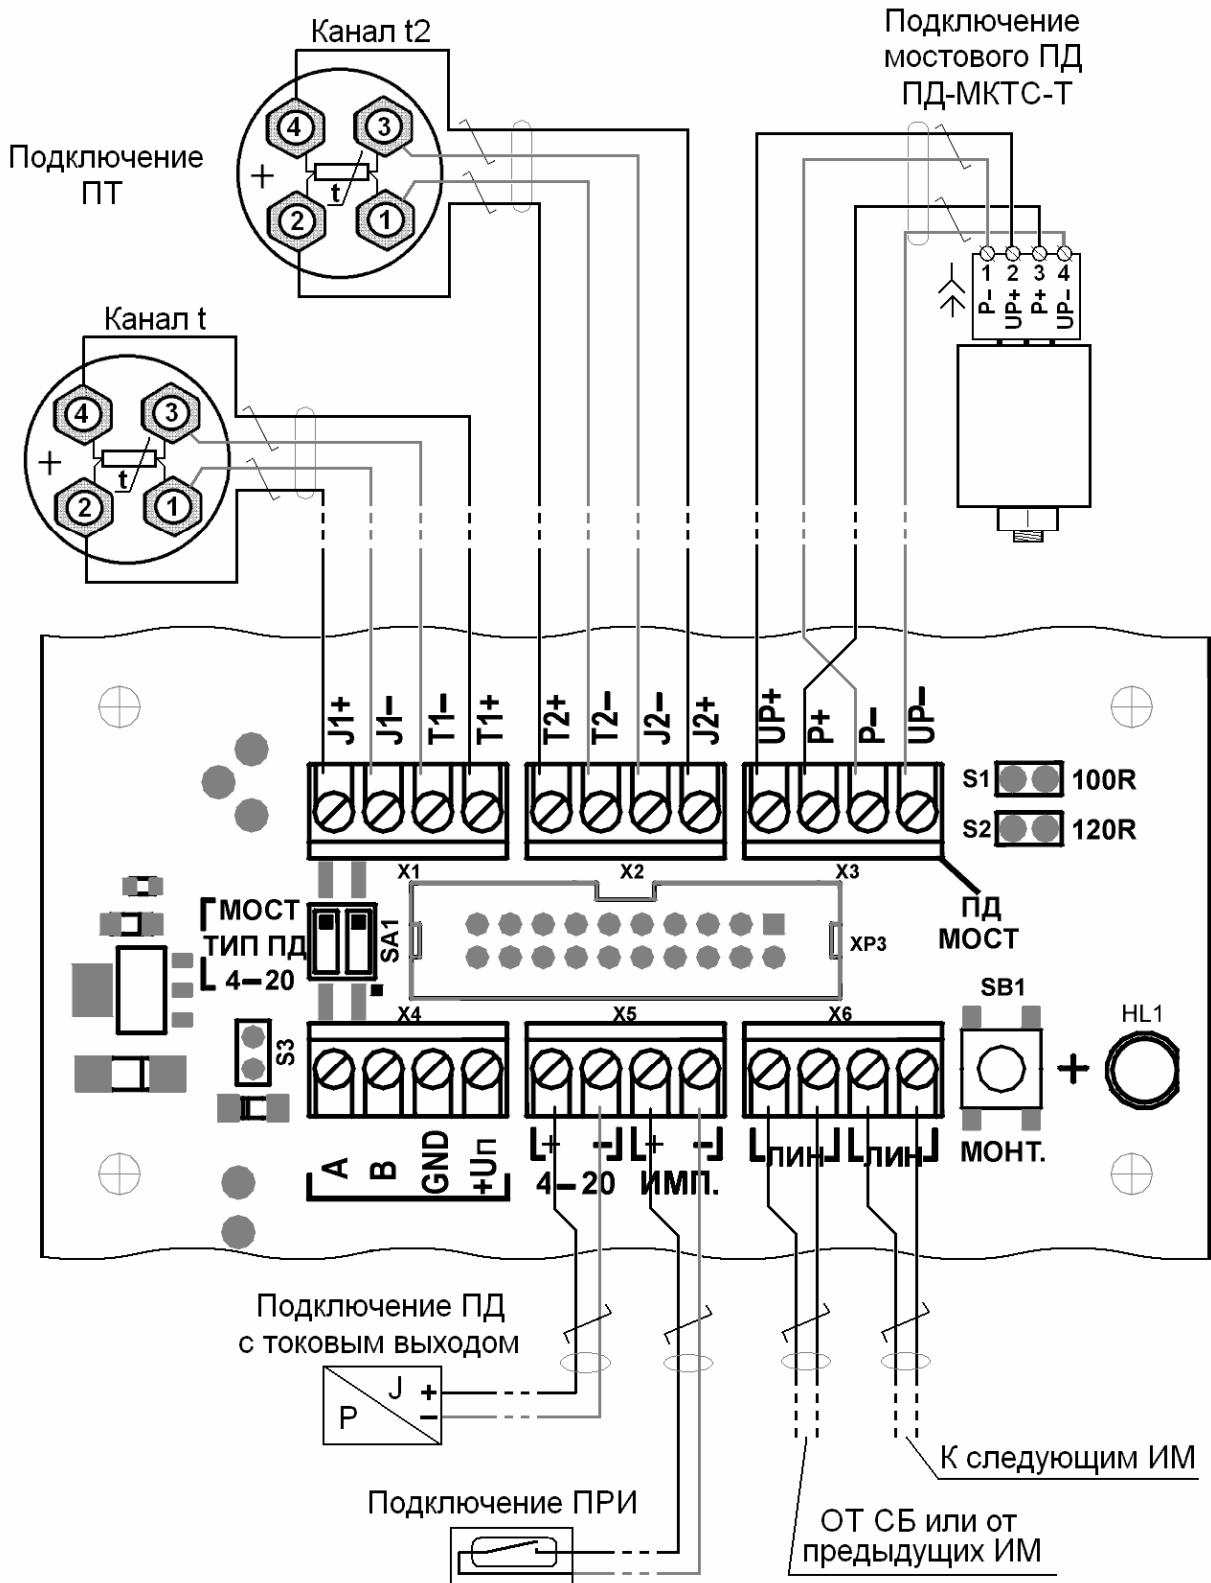 Канал t2
Подключение
мостового ПД
ПД-МКТС-Т
Подключение
ПТ
4
3
+
t
2
1
1 2 3 4
P–
UP+
P+
UP–
Канал t
4
3
+
t
2
1
J1+
J1–
T1–
T1+
T2+
T2–
J2–
J2+
UP+
P+
P–
UP–
S1 100R
S2 120R
X1
X2
X3
МОСТ
ТИП ПД
4–20
SA1
XP3
ПД
МОСТ
SB1
HL1
X4
X5
X6
S3
+
A
B
GND
+Uп
+ –
4–20
+ –
ИМП.
ЛИН
ЛИН
МОНТ.
Подключение ПД
с токовым выходом
J +
P –
К следующим ИМ
Подключение ПРИ
ОТ СБ или от
предыдущих ИМ